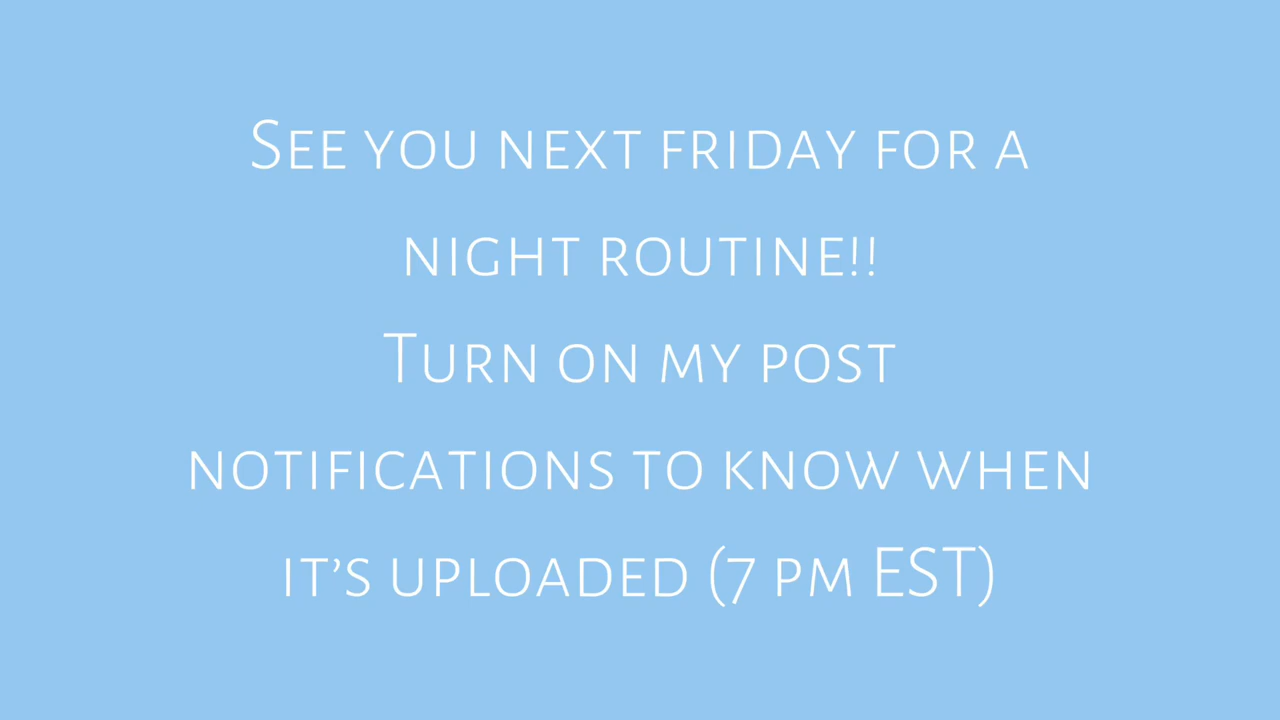 See you next friday for a
night routine!!
Turn on my post
notifications to know when
it’s uploaded (7 pm EST)